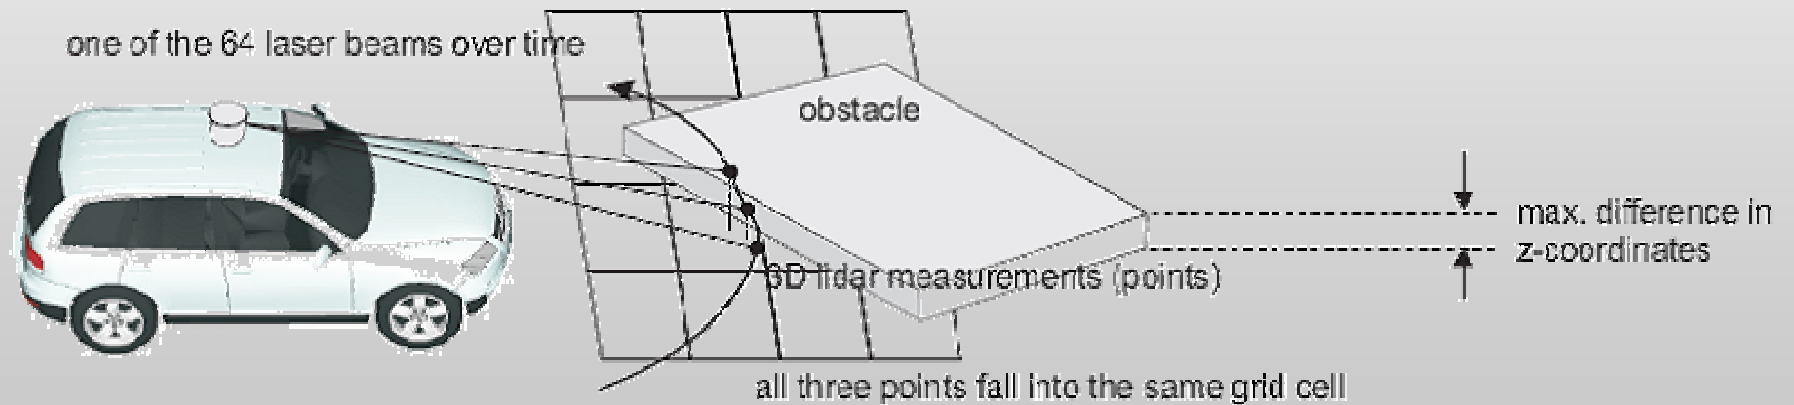 one of the 64 laser beams over time
obstacle
max. difference in
z-coordinates
3D lidar measurements (points)
all three points fall into the same grid cell